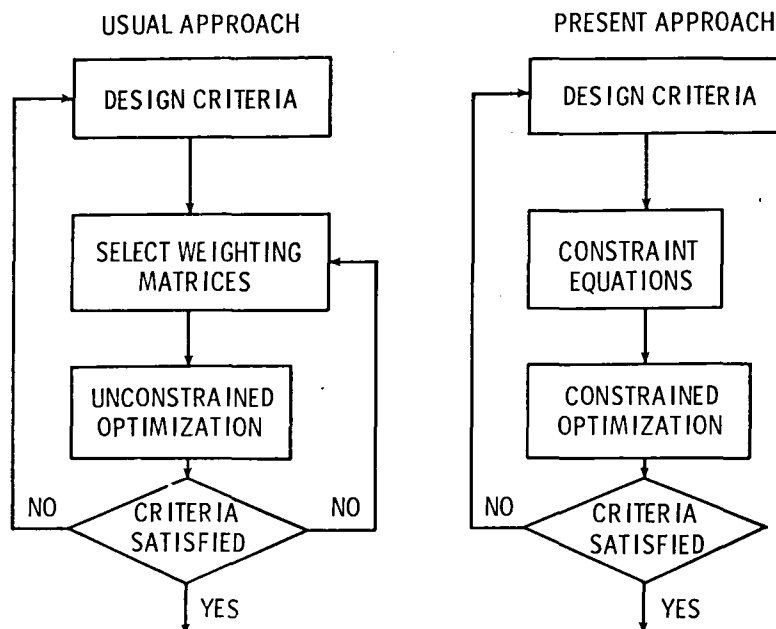 USUAL APPROACH
DESIGN CRITERIA
SELECT WEIGHTING
MATRICES
UNCONSTRAINED
OPTIMIZATION
NO
CRITERIA
SATISFIED
NO
YES
PRESENT APPROACH
DESIGN CRITERIA
CONSTRAINT
EQUATIONS
CONSTRAINED
OPTIMIZATION
NO
CRITERIA
SATISFIED
YES